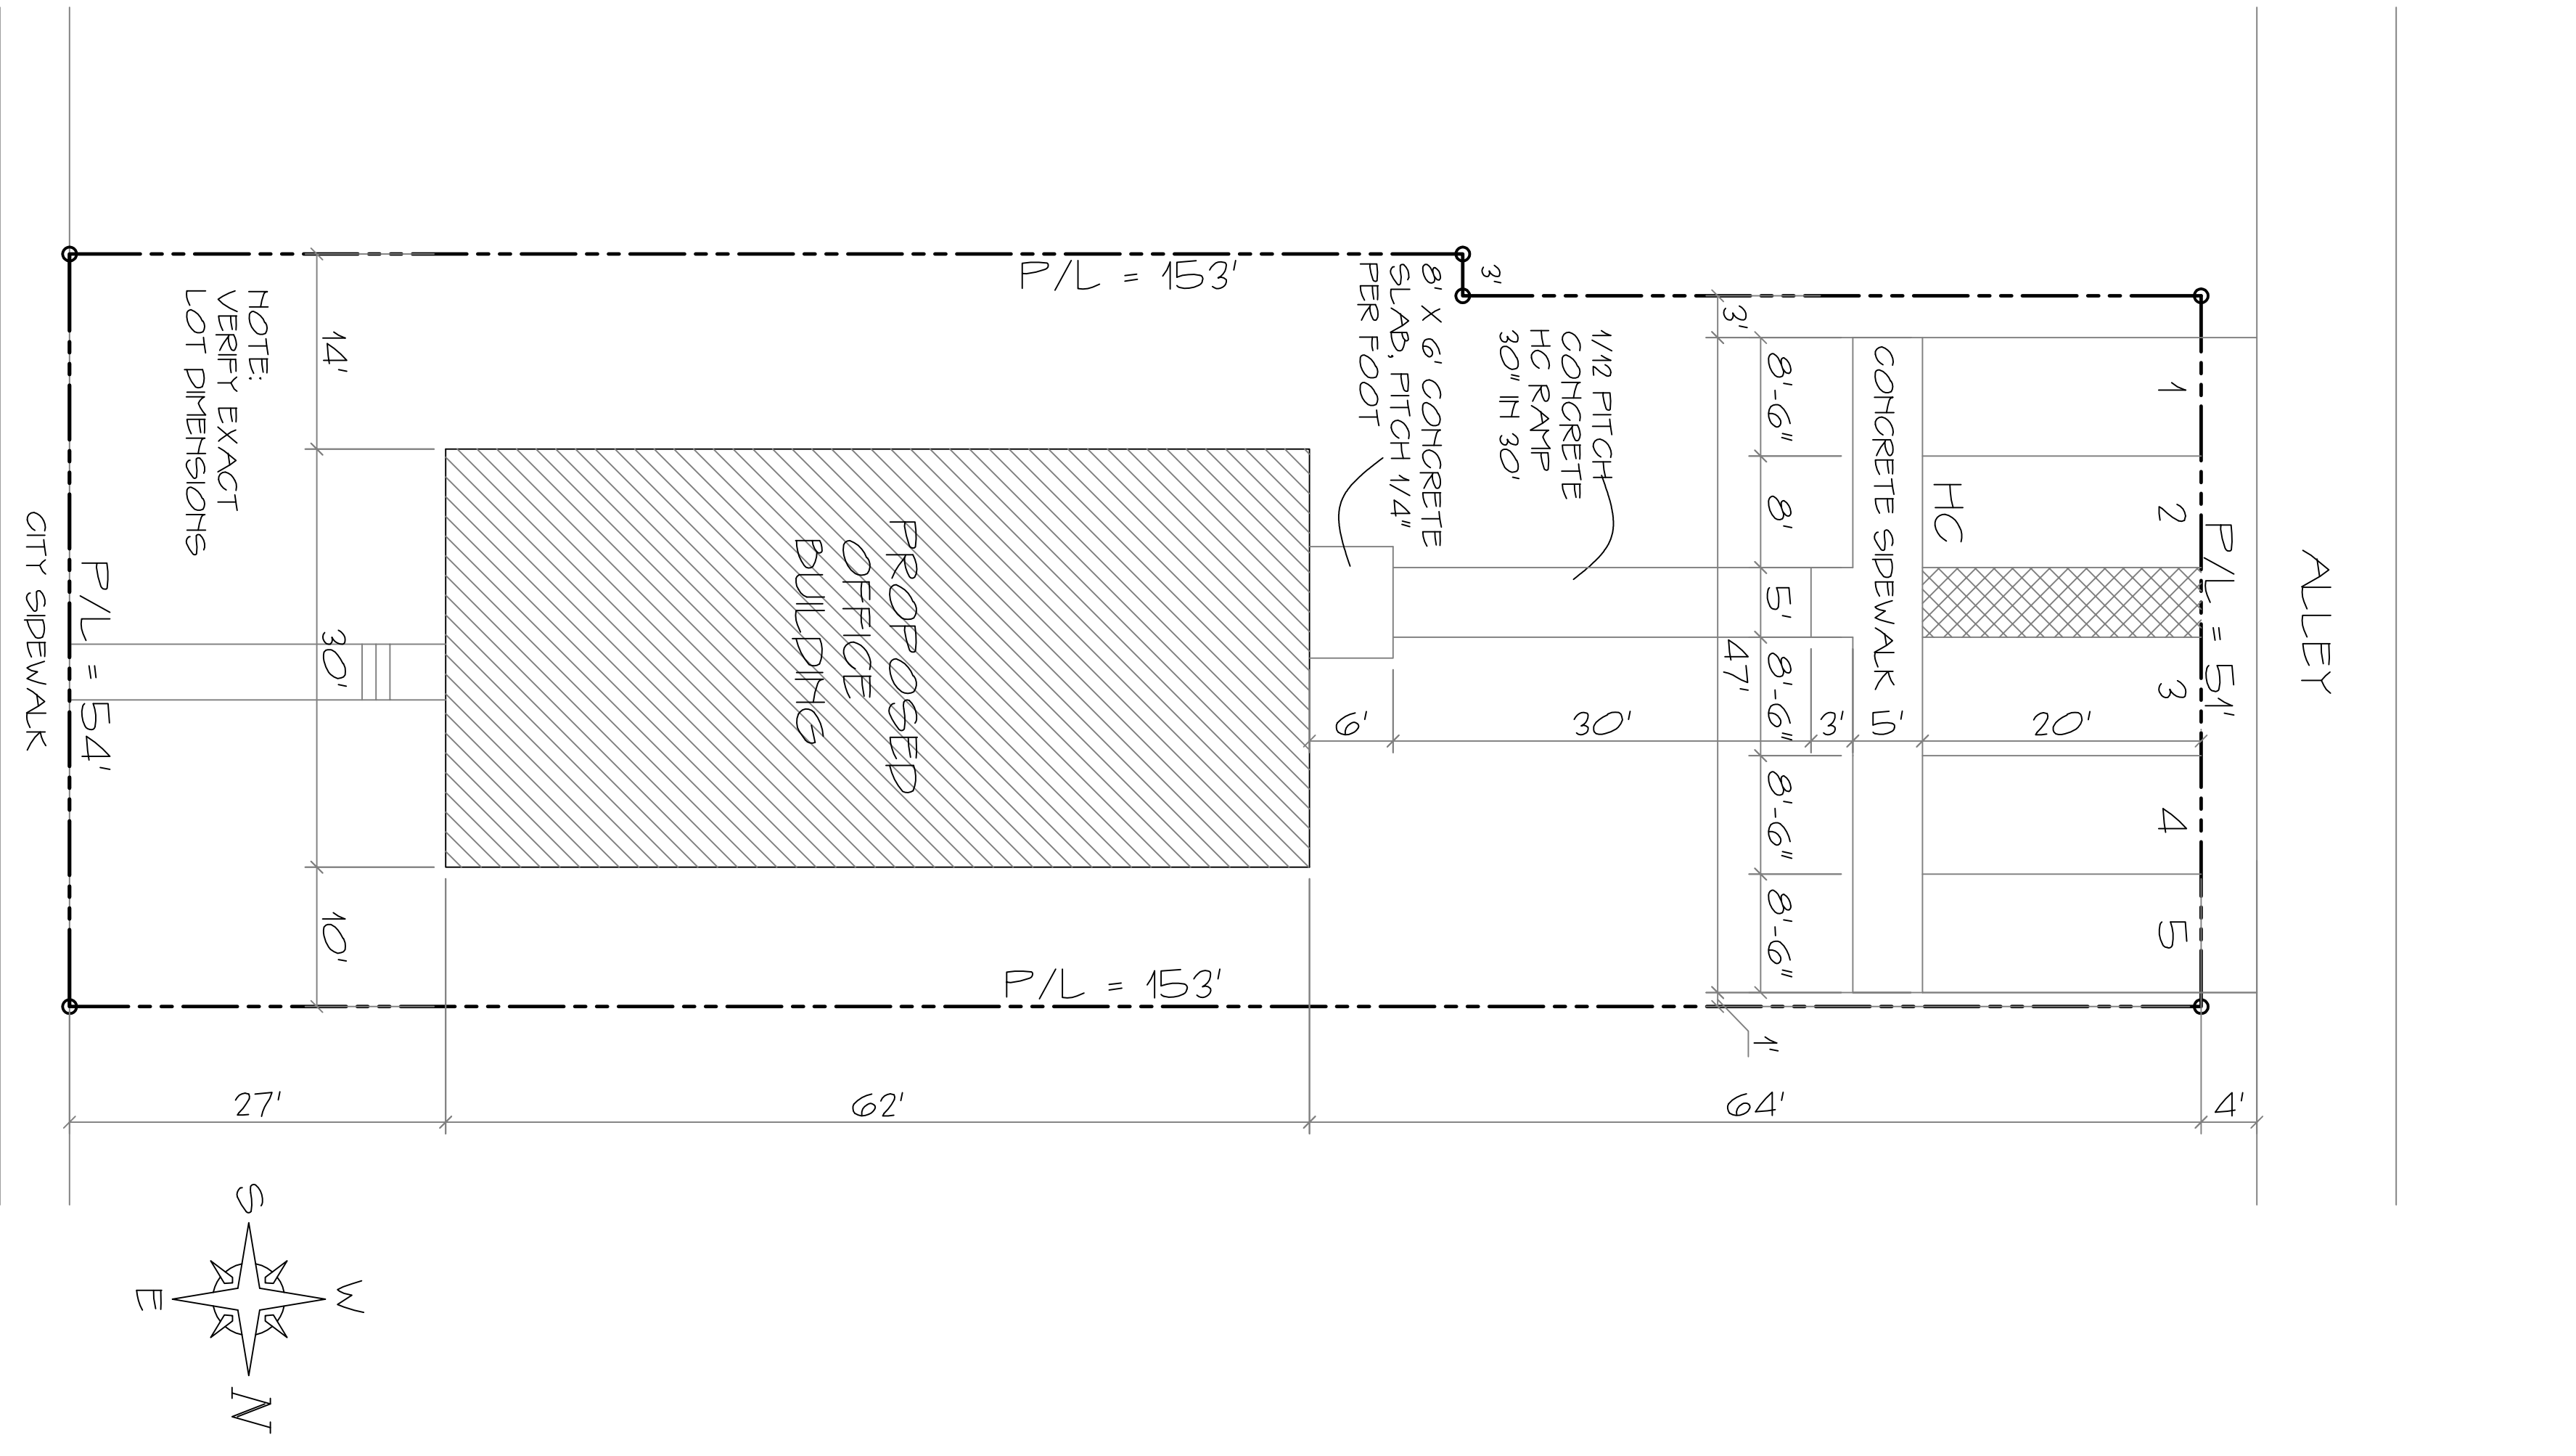 P/L = 153'
3'
8' X 6' CONCRETE
SLAB, PITCH 1/4"
PER FOOT
1/12 PITCH
CONCRETE
HC RAMP
30" IN 30'
NOTE:
VERIFY EXACT
LOT DIMENSIONS
14'
30'
10'
CITY SIDEWALK
P/L = 54'
PROPOSED
OFFICE
BUILDING
3'
47'
1'
8'-6"
8'
5'
8'-6"
8'-6"
8'-6"
CONCRETE SIDEWALK
HC
1
2
3
4
5
P/L = 51'
ALLEY
6'
30'
3'
5'
20'
P/L = 153'
27'
62'
64'
4'
S
W
E
N